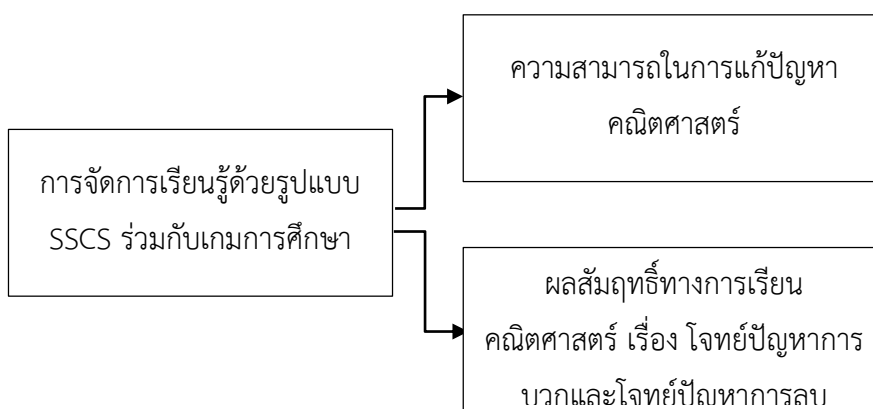 ความสามารถในการแก้ปัญหา
คณิตศาสตร์
การจัดการเรียนรู้ด้วยรูปแบบ
SSCS ร่วมกับเกมการศึกษา
ผลสัมฤทธิ์ทางการเรียน
คณิตศาสตร์ เรื่อง โจทย์ปัญหาการ
บวกและโจทย์ปัญหาการลบ